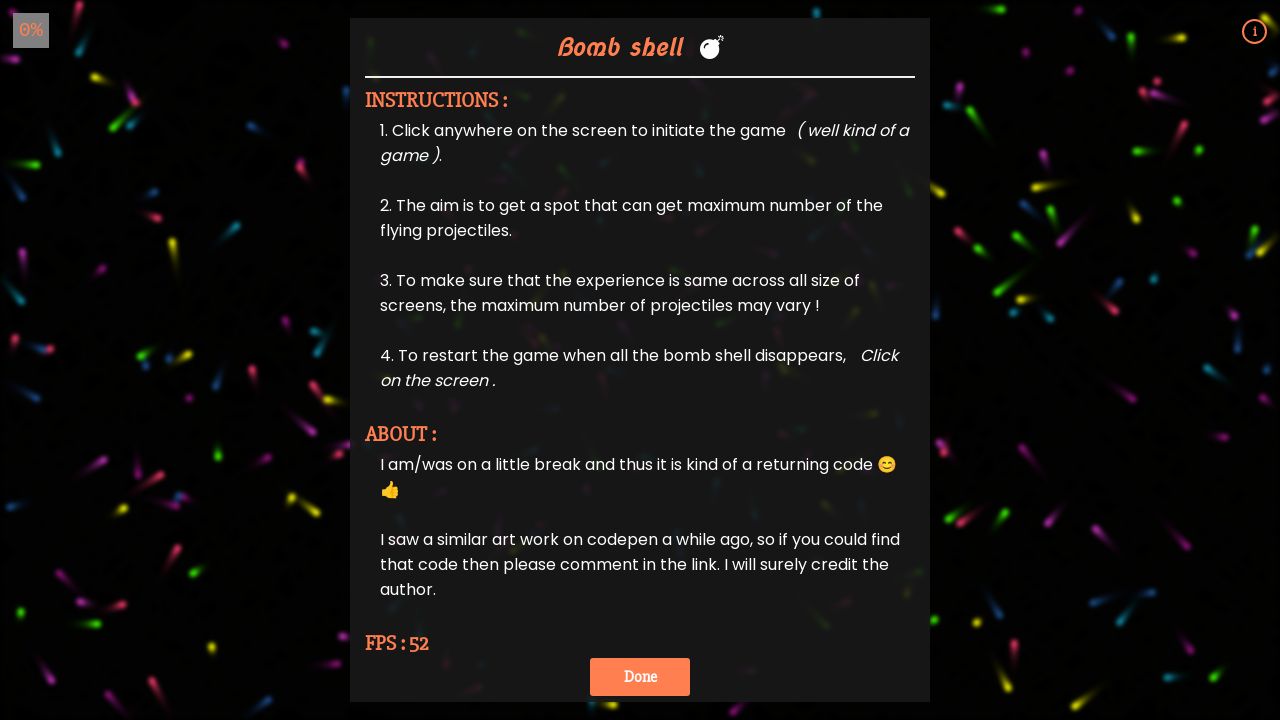 0%
i
Bomb shell 💣
INSTRUCTIONS :
1. Click anywhere on the screen to initiate the game ( well kind of a
game ).
2. The aim is to get a spot that can get maximum number of the
flying projectiles.
3. To make sure that the experience is same across all size of
screens, the maximum number of projectiles may vary !
4. To restart the game when all the bomb shell disappears, Click
on the screen .
ABOUT :
I am/was on a little break and thus it is kind of a returning code 😊
👍
I saw a similar art work on codepen a while ago, so if you could find
that code then please comment in the link. I will surely credit the
author.
FPS : 52
Done